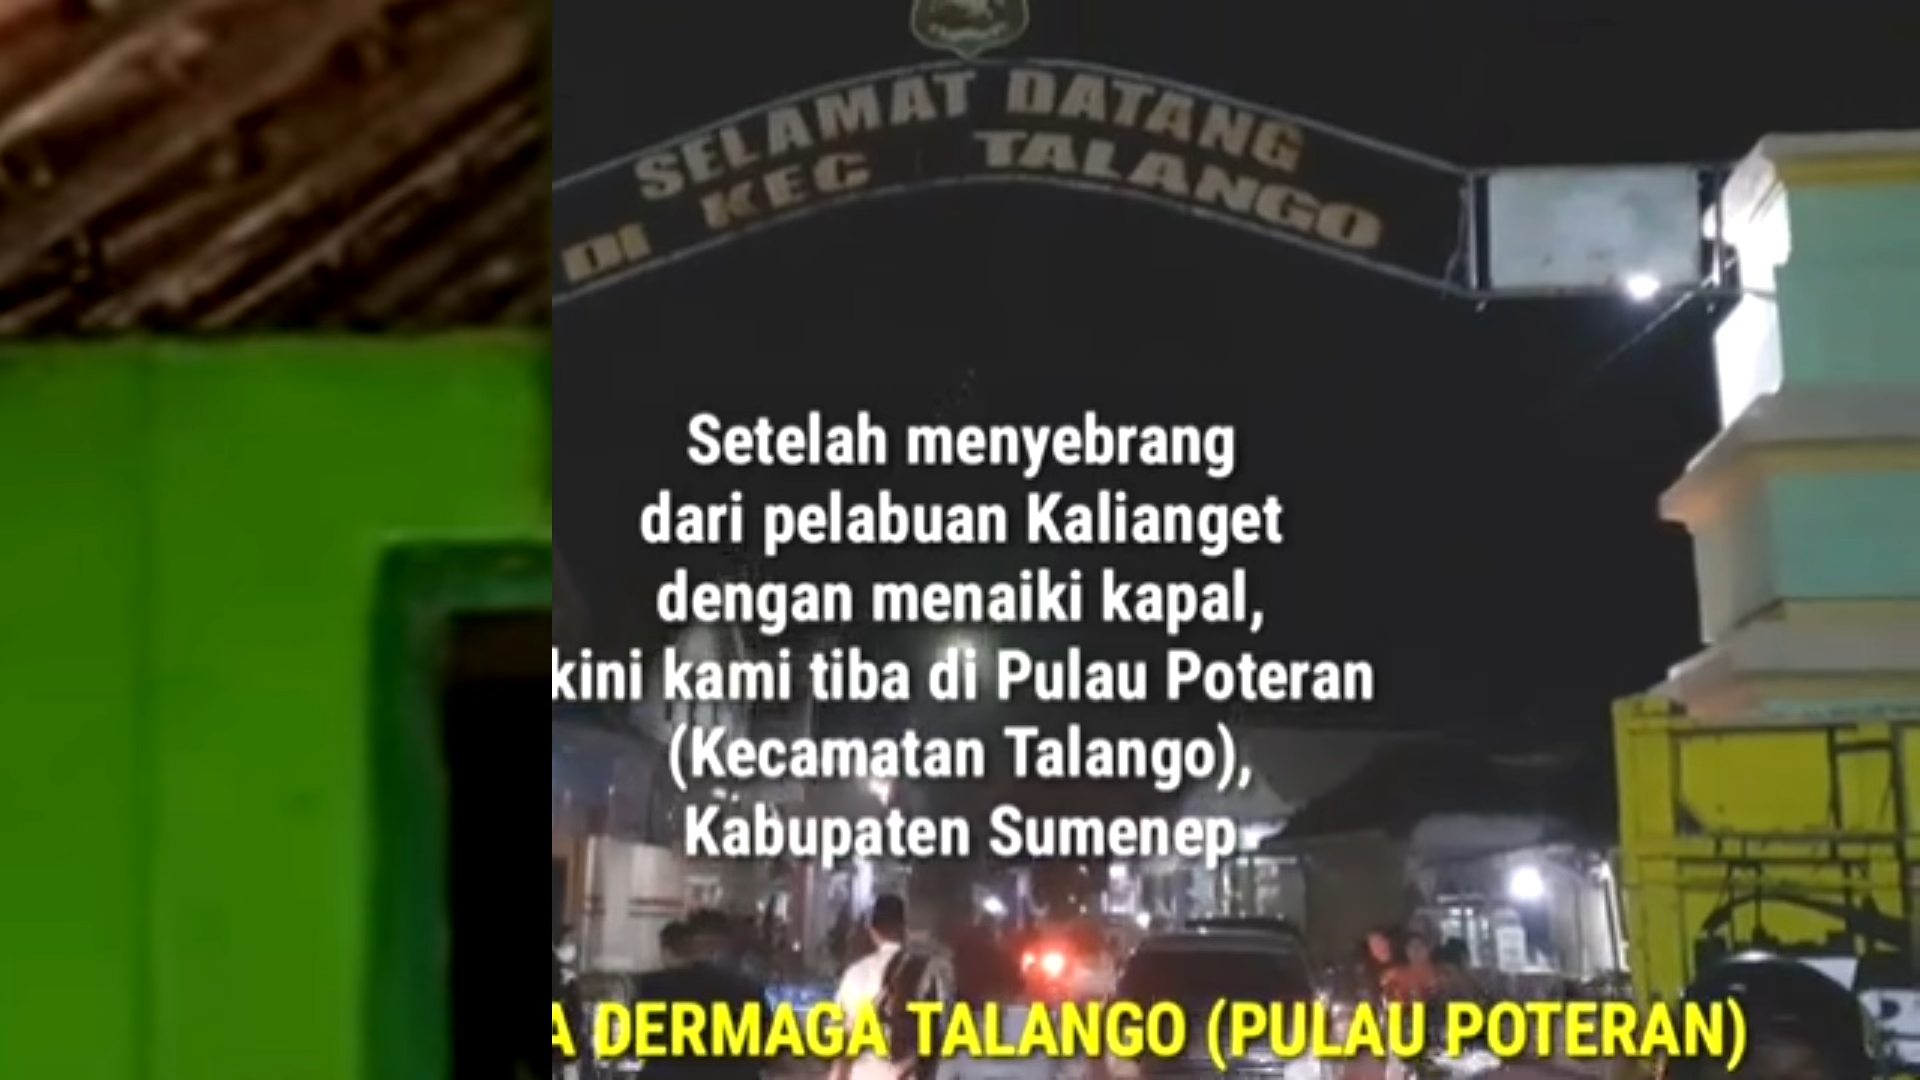 SELAMAT DATANG
DI KEC TALANGO
Setelah menyebrang
dari pelabuan Kalianget
dengan menaiki kapal,
kini kami tiba di Pulau Poteran
(Kecamatan Talango),
Kabupaten Sumenep
A DERMAGA TALANGO (PULAU POTERAN)